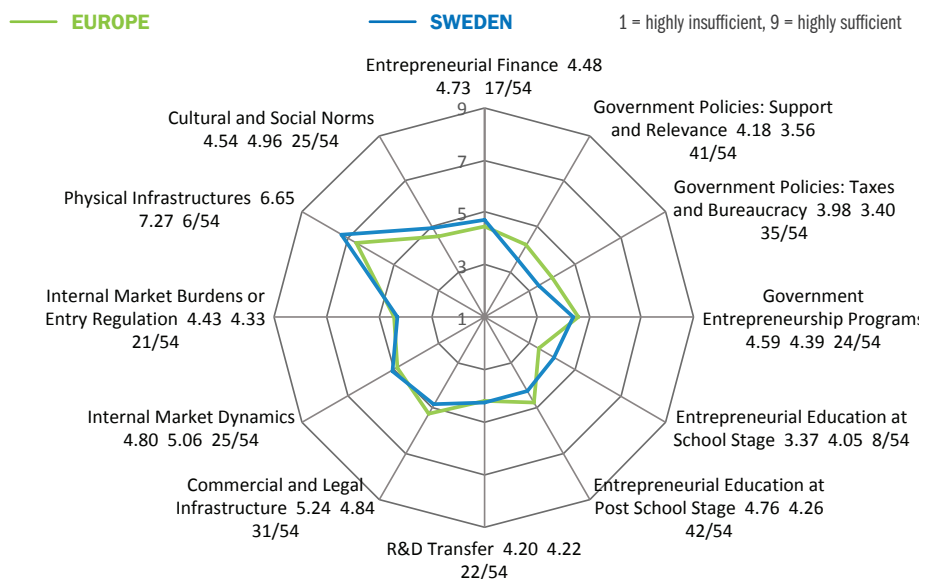 EUROPE
SWEDEN
1 = highly insufficient, 9 = highly sufficient
Entrepreneurial Finance 4.48
4.73 17/54
Government Policies: Support
and Relevance 4.18 3.56
41/54
Government Policies: Taxes
and Bureaucracy 3.98 3.40
35/54
Government
Entrepreneurship Programs
4.59 4.39 24/54
Entrepreneurial Education at
School Stage 3.37 4.05 8/54
Entrepreneurial Education at
Post School Stage 4.76 4.26
42/54
R&D Transfer 4.20 4.22
22/54
Commercial and Legal
Infrastructure 5.24 4.84
31/54
Internal Market Dynamics
4.80 5.06 25/54
Internal Market Burdens or
Entry Regulation 4.43 4.33
21/54
Physical Infrastructures 6.65
7.27 6/54
Cultural and Social Norms
4.54 4.96 25/54
9
7
5
3
1